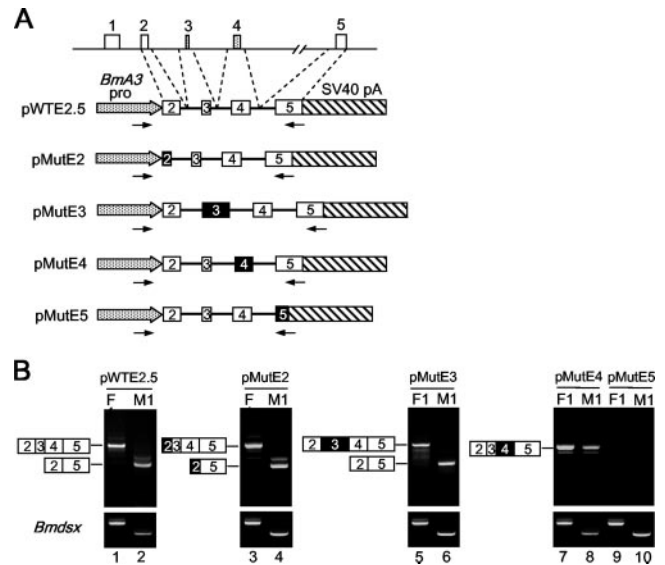 A
1 2 3 4 5
BmA3
pro
SV40 pA
pWTE2.5
2 3 4 5
pMutE2
2 3 4 5
pMutE3
2 3 4 5
pMutE4
2 3 4 5
pMutE5
2 3 4 5
B
pWTE2.5 pMutE2 pMutE3 pMutE4 pMutE5
F M1 F M1 F1 M1 F1 M1 F1 M1
2 3 4 5 2 3 4 5 2 3 4 5 2 3 4 5
2 5 2 5 2 5
Bmdsx
1 2 3 4 5 6 7 8 9 10